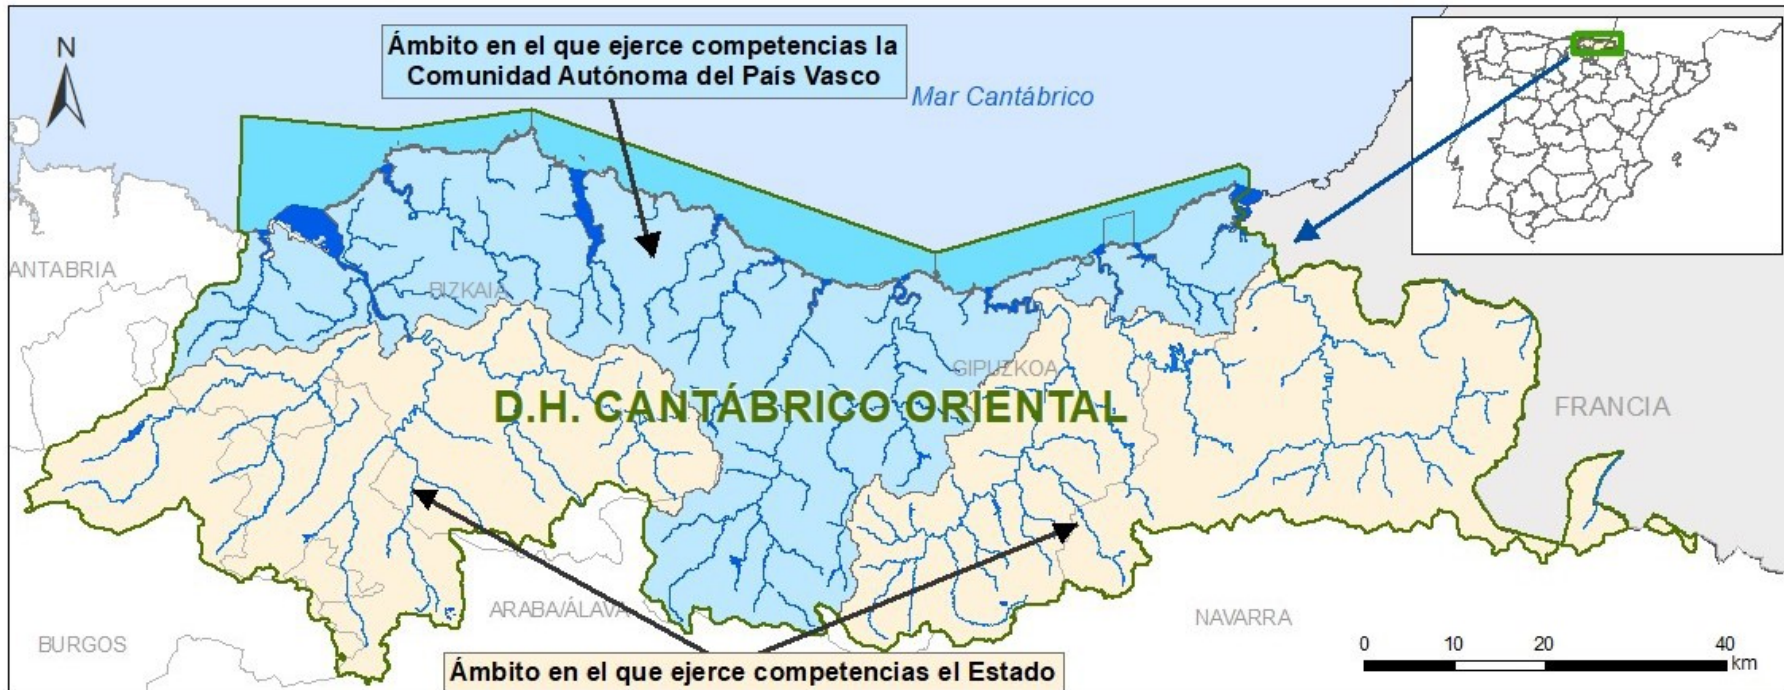 N
Ámbito en el que ejerce competencias la
Comunidad Autónoma del País Vasco
Mar Cantábrico
ANTABRIA
BIZKAIA
GIPUZKOA
D.H. CANTÁBRICO ORIENTAL
FRANCIA
ARABA/ÁLAVA
NAVARRA
BURGOS
Ámbito en el que ejerce competencias el Estado
0 10 20 40
km